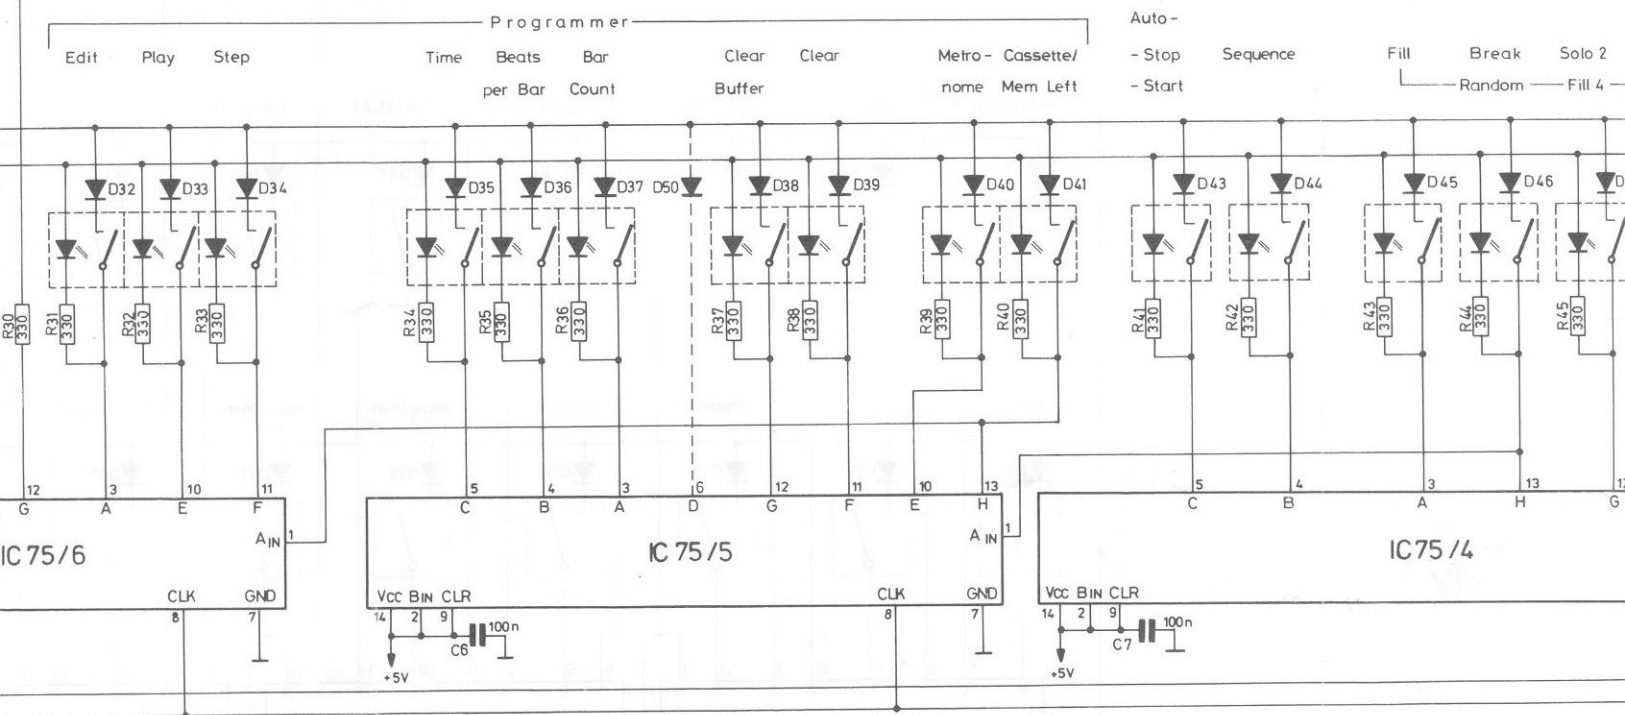 Programmer
Auto -
Edit Play Step Time Beats Bar Clear Clear Metro - Cassette/ - Stop Sequence Fill Break Solo 2
per Bar Count Buffer nome Mem Left - Start Random Fill 4
D32 D33 D34 D35 D36 D37 D50 D38 D39 D40 D41 D43 D44 D45 D46
R30 330 R31 330 R32 330 R33 330 R34 330 R35 330 R36 330 R37 330 R38 330 R39 330 R40 330 R41 330 R42 330 R43 330 R44 330 R45 330
12 3 10 11 5 4 3 6 12 11 10 13 5 4 3 13 12
G A E F C B A D G F E H C B A H G
A IN 1 A IN 1
IC 75/6 IC 75/5 IC 75/4
CLK GND Vcc B IN CLR CLK GND Vcc B IN CLR
8 7 14 2 9 8 7 14 2 9
C6 100n C7 100n
+5V +5V